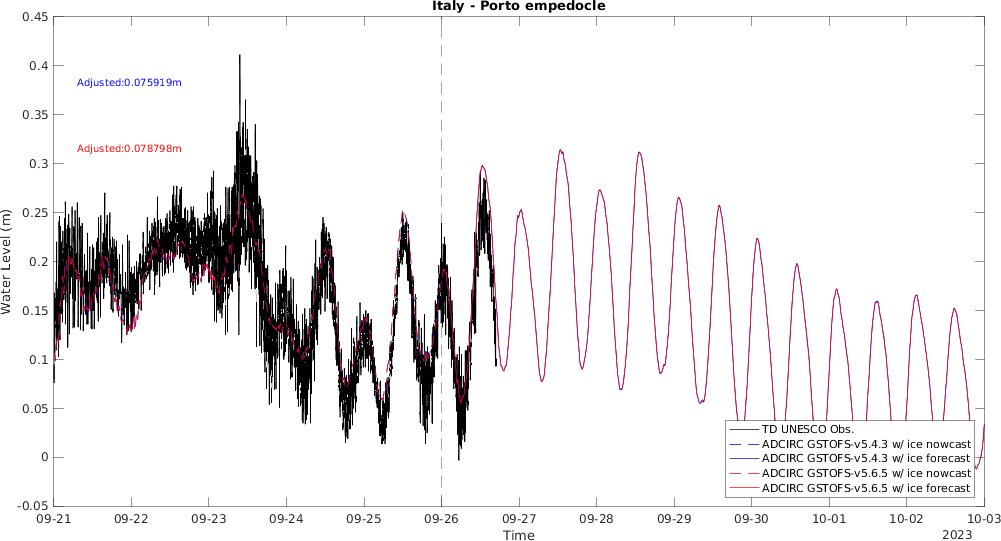 Italy - Porto empedocle
0.45
0.4
Adjusted:0.075919m
0.35
Adjusted:0.078798m
0.3
0.25
0.2
0.15
0.1
0.05
0
-0.05
Water Level (m)
TD UNESCO Obs.
ADCIRC GSTOFS-v5.4.3 w/ ice nowcast
ADCIRC GSTOFS-v5.4.3 w/ ice forecast
ADCIRC GSTOFS-v5.6.5 w/ ice nowcast
ADCIRC GSTOFS-v5.6.5 w/ ice forecast
09-21 09-22 09-23 09-24 09-25 09-26 09-27 09-28 09-29 09-30 10-01 10-02 10-03
Time
2023